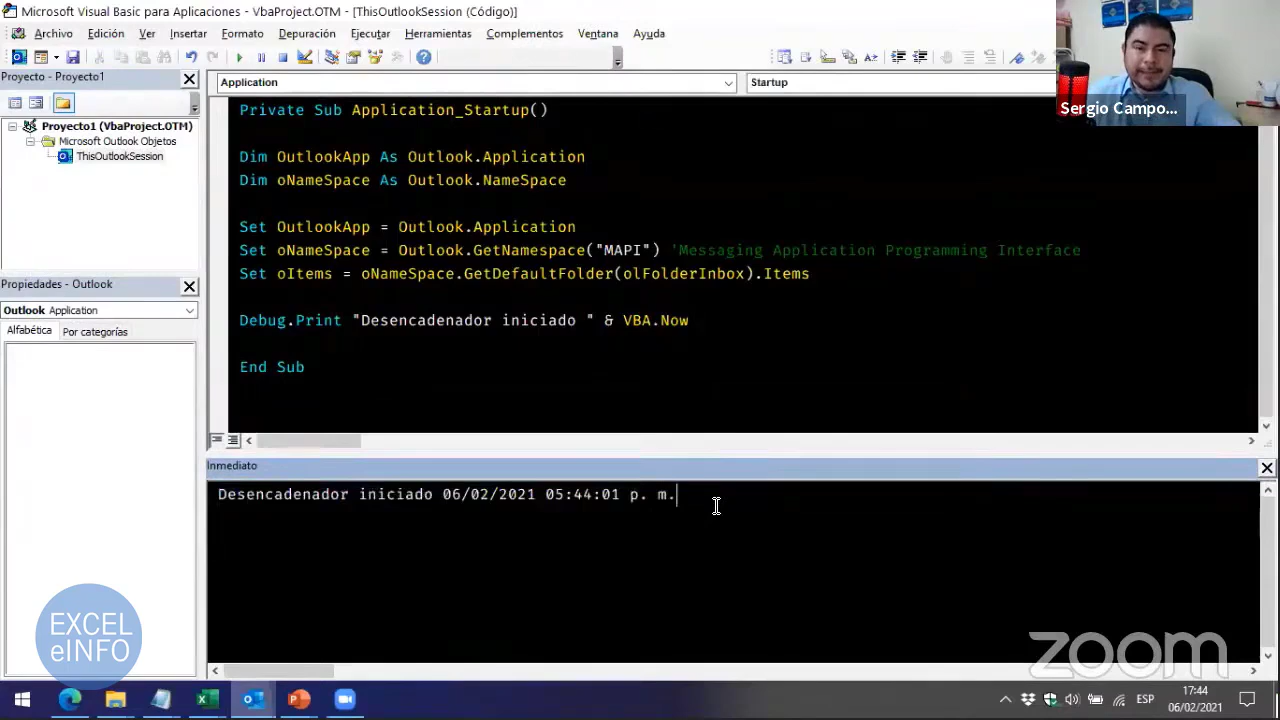 Microsoft Visual Basic para Aplicaciones - VbaProject.OTM - [ThisOutlookSession (Código)]
Archivo Edición Ver Insertar Formato Depuración Ejecutar Herramientas Complementos Ventana Ayuda
Proyecto - Proyecto1
Proyecto1 (VbaProject.OTM)
Microsoft Outlook Objetos
ThisOutlookSession
Propiedades - Outlook
Outlook Application
Alfabética Por categorías
Application Startup
Private Sub Application_Startup()
Dim OutlookApp As Outlook.Application
Dim oNameSpace As Outlook.NameSpace
Set OutlookApp = Outlook.Application
Set oNameSpace = Outlook.GetNamespace("MAPI") 'Messaging Application Programming Interface
Set oItems = oNameSpace.GetDefaultFolder(olFolderInbox).Items
Debug.Print "Desencadenador iniciado " & VBA.Now
End Sub
Inmediato
Desencadenador iniciado 06/02/2021 05:44:01 p. m.
Sergio Campo...
EXCEL
eINFO
zoom
ESP
17:44
06/02/2021